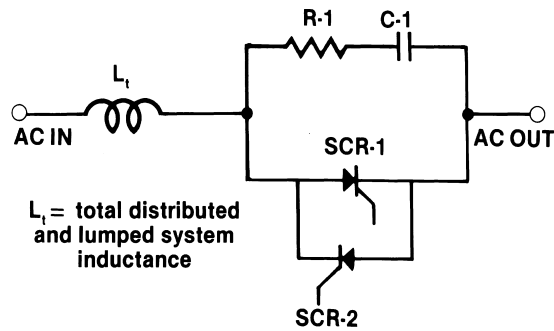 R-1
C-1
Lt
AC IN
AC OUT
SCR-1
Lt = total distributed
and lumped system
inductance
SCR-2